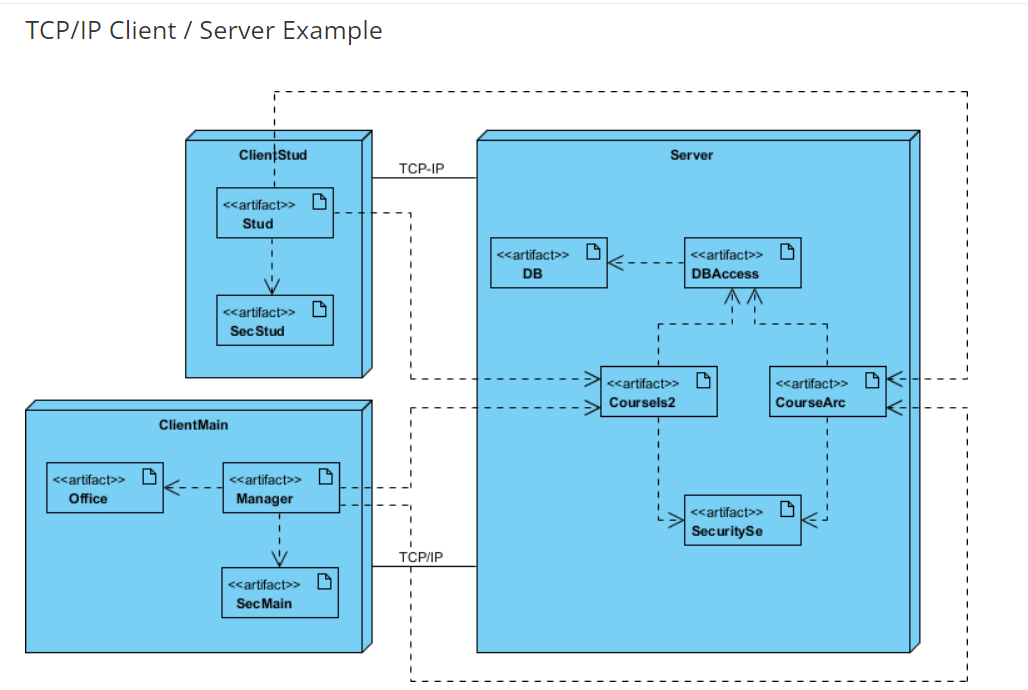 TCP/IP Client / Server Example
ClientStud
<<artifact>>
Stud
<<artifact>>
SecStud
TCP-IP
Server
<<artifact>>
DB
<<artifact>>
DBAccess
<<artifact>>
CourseIs2
<<artifact>>
CourseArc
<<artifact>>
SecuritySe
ClientMain
<<artifact>>
Office
<<artifact>>
Manager
<<artifact>>
SecMain
TCP/IP